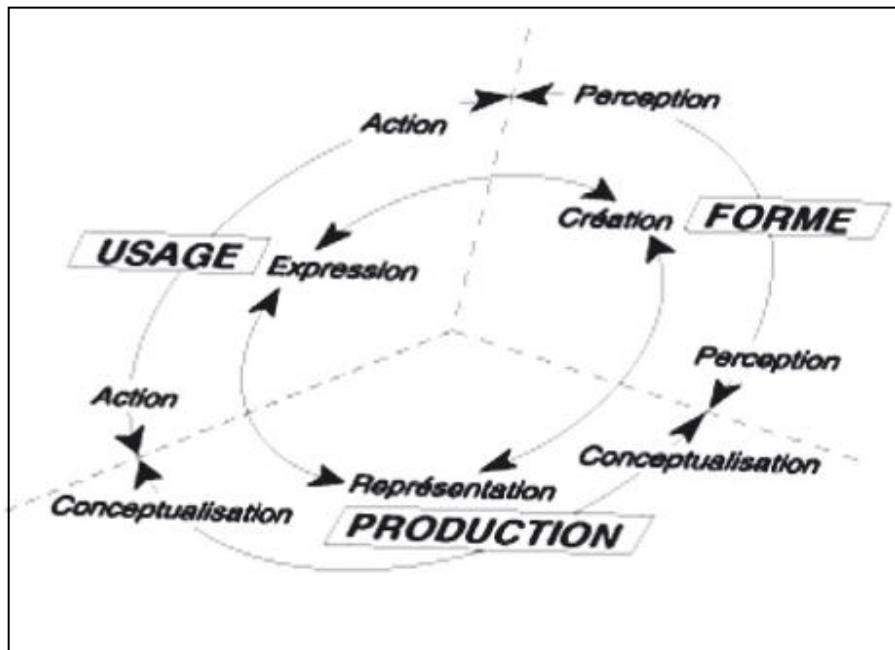 Perception
Action
Création
FORME
USAGE
Expression
Perception
Action
Conceptualisation
Représentation
Conceptualisation
PRODUCTION